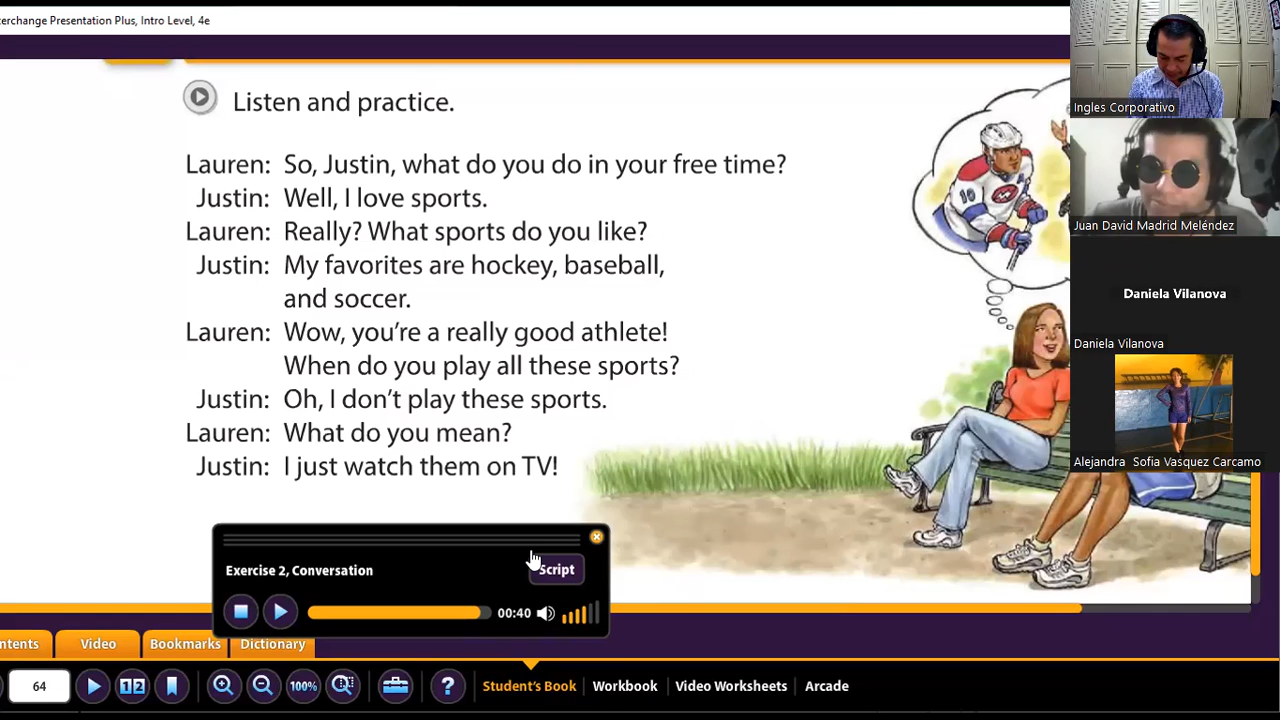 erchange Presentation Plus, Intro Level, 4e
Listen and practice.
Lauren: So, Justin, what do you do in your free time?
Justin: Well, I love sports.
Lauren: Really? What sports do you like?
Justin: My favorites are hockey, baseball,
and soccer.
Lauren: Wow, you're a really good athlete!
When do you play all these sports?
Justin: Oh, I don't play these sports.
Lauren: What do you mean?
Justin: I just watch them on TV!
10
Exercise 2, Conversation
Script
00:40
ntents
Video
Bookmarks
Dictionary
64
12
100%
?
Student's Book
Workbook
Video Worksheets
Arcade
Ingles Corporativo
Juan David Madrid Meléndez
Daniela Vilanova
Daniela Vilanova
Alejandra Sofia Vasquez Carcamo